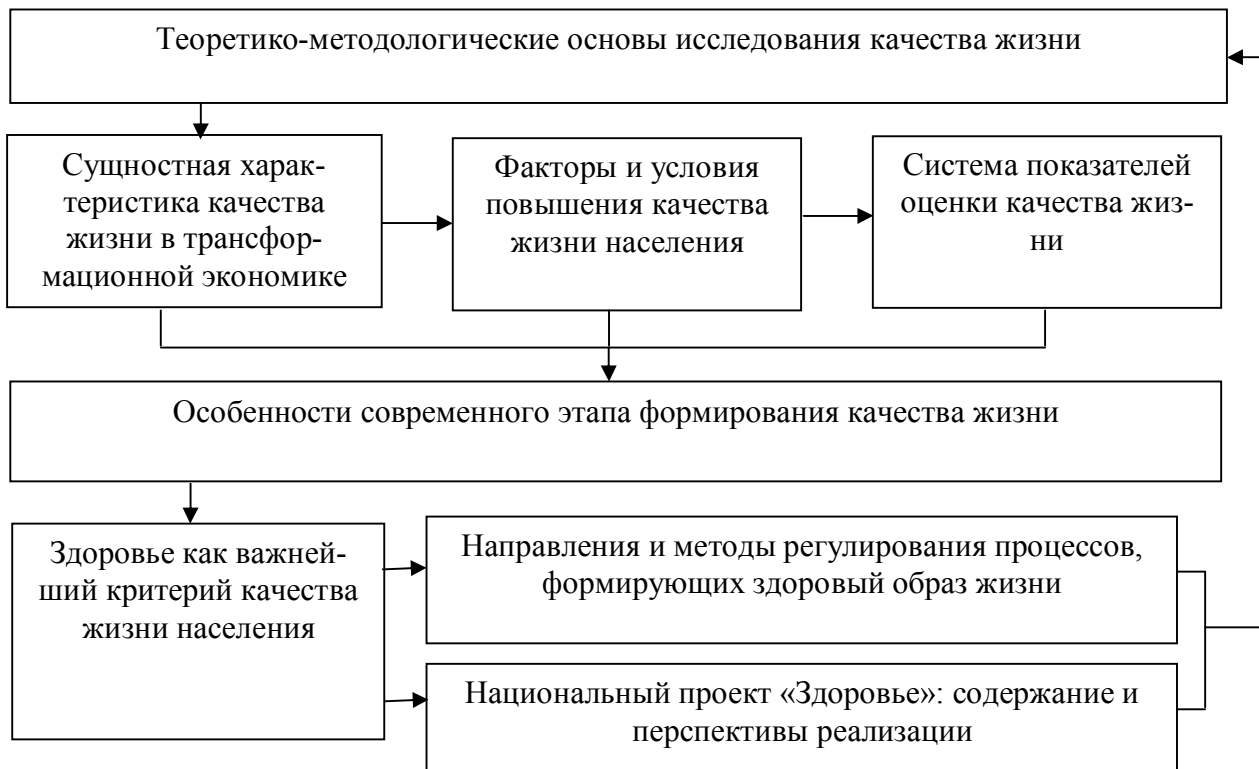 Теоретико-методологические основы исследования качества жизни
Сущностная харак-
теристика качества
жизни в трансфор-
мационной экономике
Факторы и условия
повышения качества
жизни населения
Система показателей
оценки качества жиз-
ни
Особенности современного этапа формирования качества жизни
Здоровье как важней-
ший критерий качества
жизни населения
Направления и методы регулирования процессов,
формирующих здоровый образ жизни
Национальный проект «Здоровье»: содержание и
перспективы реализации